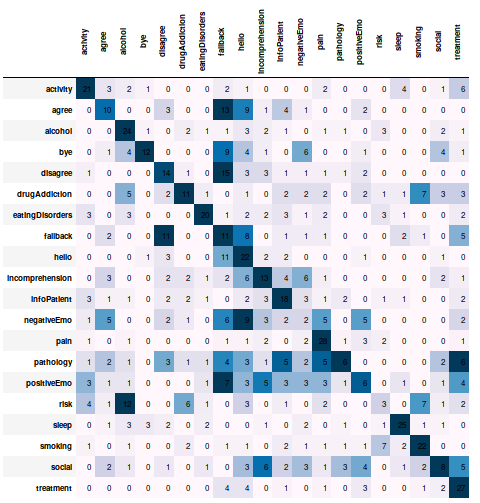 activity agree alcohol bye disagree drugAddiction eatingDisorders fallback hello Incomprehension InfoPatient negativeEmo pain pathology positiveEmo risk sleep smoking social treatment
activity 21 3 2 1 0 0 0 2 1 0 0 0 2 0 0 0 4 0 1 6
agree 0 10 0 0 3 0 0 13 9 1 4 1 0 0 2 0 0 0 0 0
alcohol 0 0 24 1 0 2 1 1 3 2 1 0 1 1 0 3 0 0 2 1
bye 0 1 4 12 0 0 0 9 4 1 0 6 0 0 1 0 0 0 4 1
disagree 1 0 0 0 14 1 0 15 3 3 1 1 1 1 2 0 0 0 0 0
drugAddiction 0 0 5 0 2 11 1 0 1 0 2 2 2 0 2 1 1 7 3 3
eatingDisorders 3 0 3 0 0 0 20 1 2 2 3 1 2 0 0 3 1 0 0 2
fallback 0 2 0 0 11 0 0 11 8 0 1 1 1 0 0 0 2 1 0 5
hello 0 0 0 1 3 0 0 11 22 2 2 0 0 0 1 0 0 0 1 0
Incomprehension 0 3 0 0 2 2 1 2 6 13 4 6 1 0 0 0 0 0 2 1
InfoPatient 3 1 1 0 2 2 1 0 2 3 18 3 1 2 0 1 1 0 0 2
negativeEmo 1 5 0 0 2 1 0 6 9 3 2 2 5 0 5 0 0 0 0 2
pain 1 0 1 0 0 0 0 1 1 2 0 2 28 1 3 2 0 0 0 1
pathology 1 2 1 0 3 1 1 4 3 1 5 2 5 6 0 0 0 0 2 6
positiveEmo 3 1 1 0 0 0 1 7 3 5 3 3 3 1 6 0 1 0 1 4
risk 4 1 12 0 0 6 0 0 3 0 1 0 2 0 0 3 0 7 1 2
sleep 0 1 3 3 2 0 2 0 0 1 0 2 0 1 0 1 25 1 1 0
smoking 1 0 1 0 0 2 0 1 1 0 2 1 1 1 1 7 2 22 0 0
social 0 2 1 0 1 0 1 0 3 6 2 3 1 3 4 0 1 2 8 5
treatment 0 0 0 0 0 0 0 4 4 0 1 0 1 0 3 0 0 1 2 27